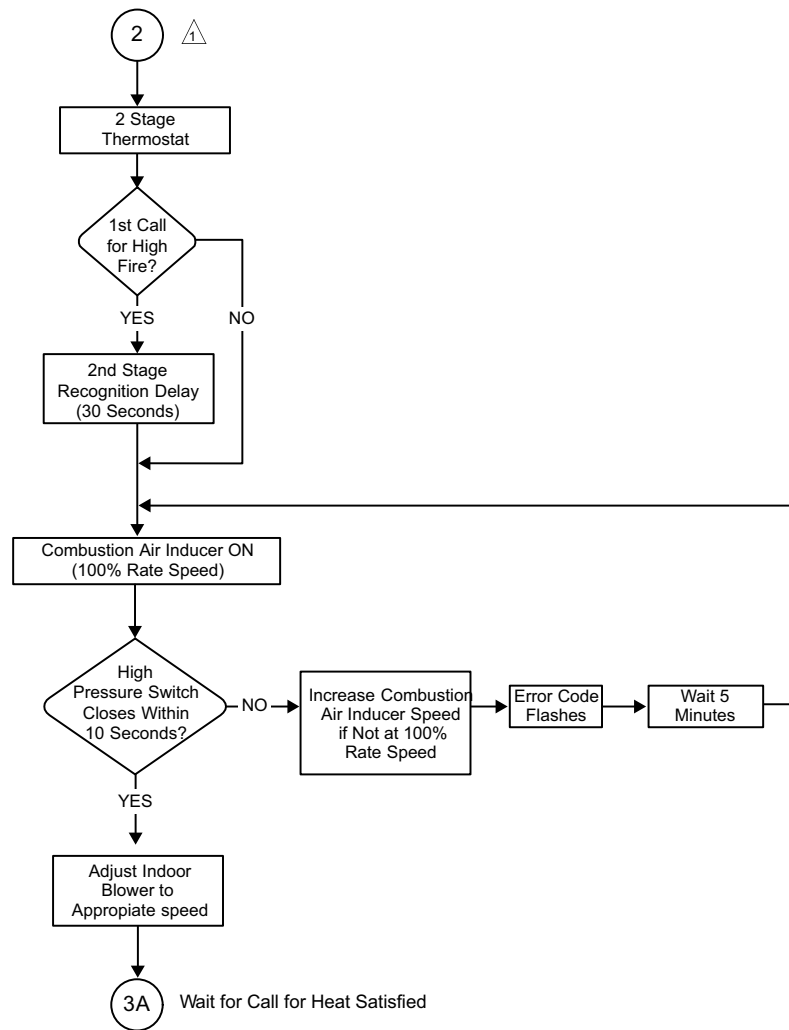 2
1
2 Stage
Thermostat
1st Call
for High
Fire?
YES
NO
2nd Stage
Recognition Delay
(30 Seconds)
Combustion Air Inducer ON
(100% Rate Speed)
High
Pressure Switch
Closes Within
10 Seconds?
NO
Increase Combustion
Air Inducer Speed
if Not at 100%
Rate Speed
Error Code
Flashes
Wait 5
Minutes
YES
Adjust Indoor
Blower to
Appropiate speed
3A
Wait for Call for Heat Satisfied